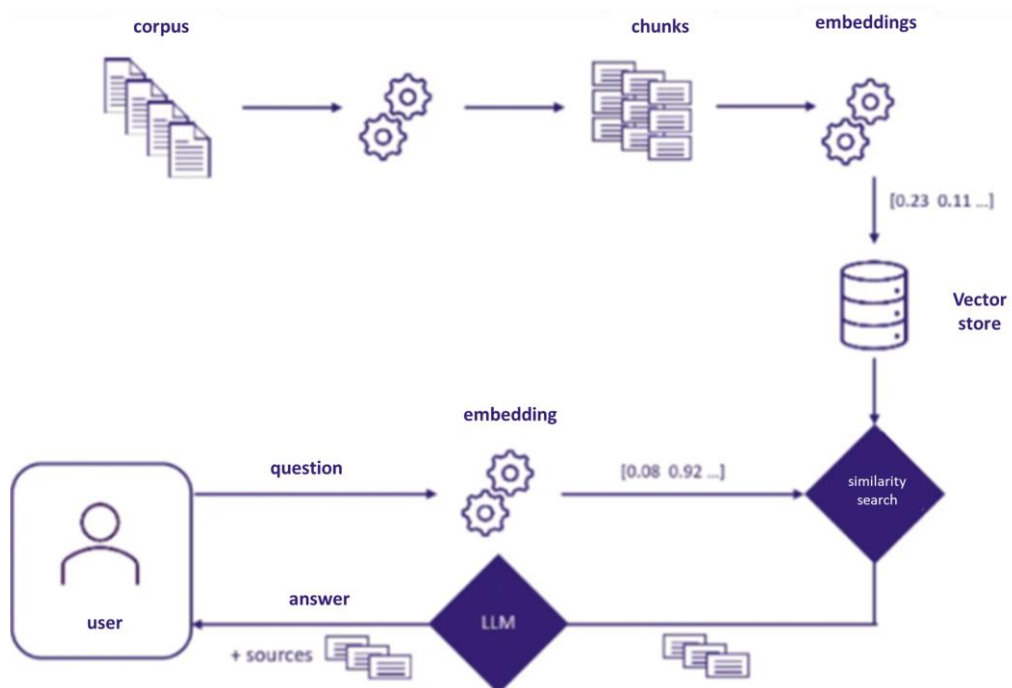 corpus
chunks
embeddings
[0.23 0.11 ...]
Vector
store
embedding
question
[0.08 0.92 ...]
similarity
search
user
answer
LLM
+ sources